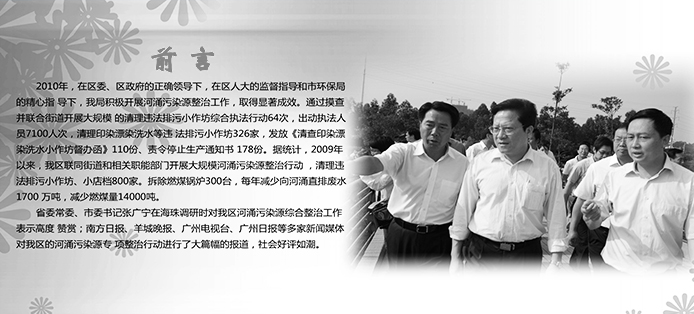 前 言
2010年，在区委、区政府的正确领导下，在区人大的监督指导和市环保局
的精心指 导下，我局积极开展河涌污染源整治工作，取得显著成效。通过摸查
并联合街道开展大规模 的清理违法排污小作坊综合执法行动64次，出动执法人
员7100人次，清理印染漂染洗水等违 法排污小作坊326家，发放《清查印染漂
染洗水小作坊督办函》110份、责令停止生产通知书 178份。据统计，2009年
以来，我区联同街道和相关职能部门开展大规模河涌污染源整治行动 ，清理违
法排污小作坊、小店档800家。拆除燃煤锅炉300台，每年减少向河涌直排废水
1700 万吨，减少燃煤量14000吨。
省委常委、市委书记张广宁在海珠调研时对我区河涌污染源综合整治工作
表示高度 赞赏；南方日报、羊城晚报、广州电视台、广州日报等多家新闻媒体
对我区的河涌污染源专 项整治行动进行了大篇幅的报道，社会好评如潮。